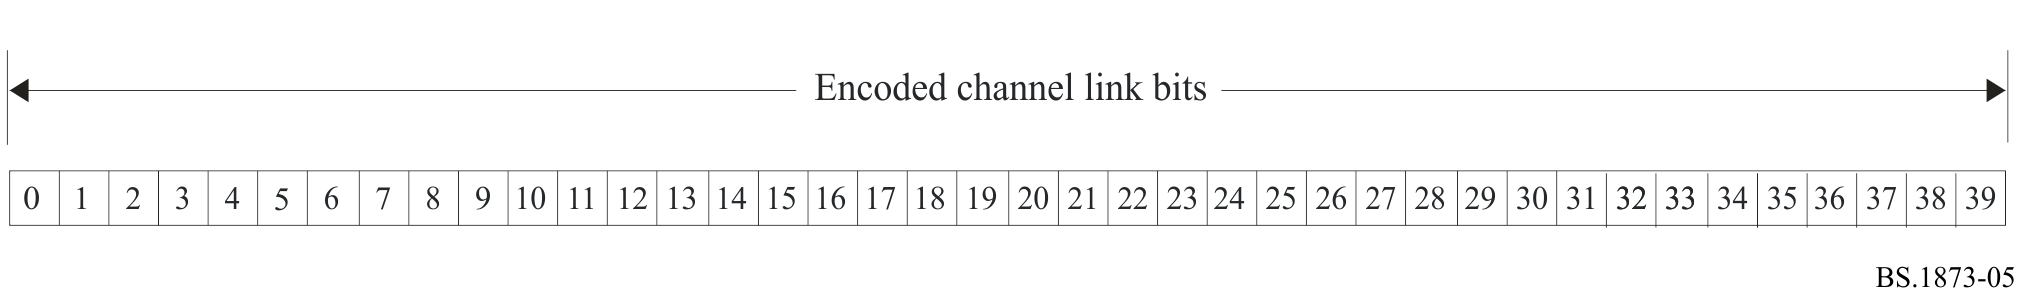 Encoded channel link bits
0 1 2 3 4 5 6 7 8 9 10 11 12 13 14 15 16 17 18 19 20 21 22 23 24 25 26 27 28 29 30 31 32 33 34 35 36 37 38 39
BS.1873-05